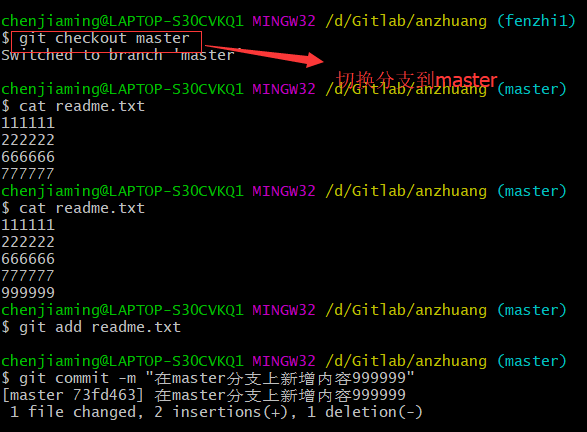 chenjiaming@LAPTOP-S3OCVKQ1 MINGW32 /d/Gitlab/anzhuang (fenzhi1)
$ git checkout master
Switched to branch 'master'
切换分支到master
chenjiaming@LAPTOP-S3OCVKQ1 MINGW32 /d/Gitlab/anzhuang (master)
$ cat readme.txt
111111
222222
666666
777777
chenjiaming@LAPTOP-S3OCVKQ1 MINGW32 /d/Gitlab/anzhuang (master)
$ cat readme.txt
111111
222222
666666
777777
999999
chenjiaming@LAPTOP-S3OCVKQ1 MINGW32 /d/Gitlab/anzhuang (master)
$ git add readme.txt
chenjiaming@LAPTOP-S3OCVKQ1 MINGW32 /d/Gitlab/anzhuang (master)
$ git commit -m "在master分支上新增内容999999"
[master 73fd463] 在master分支上新增内容999999
1 file changed, 2 insertions(+), 1 deletion(-)